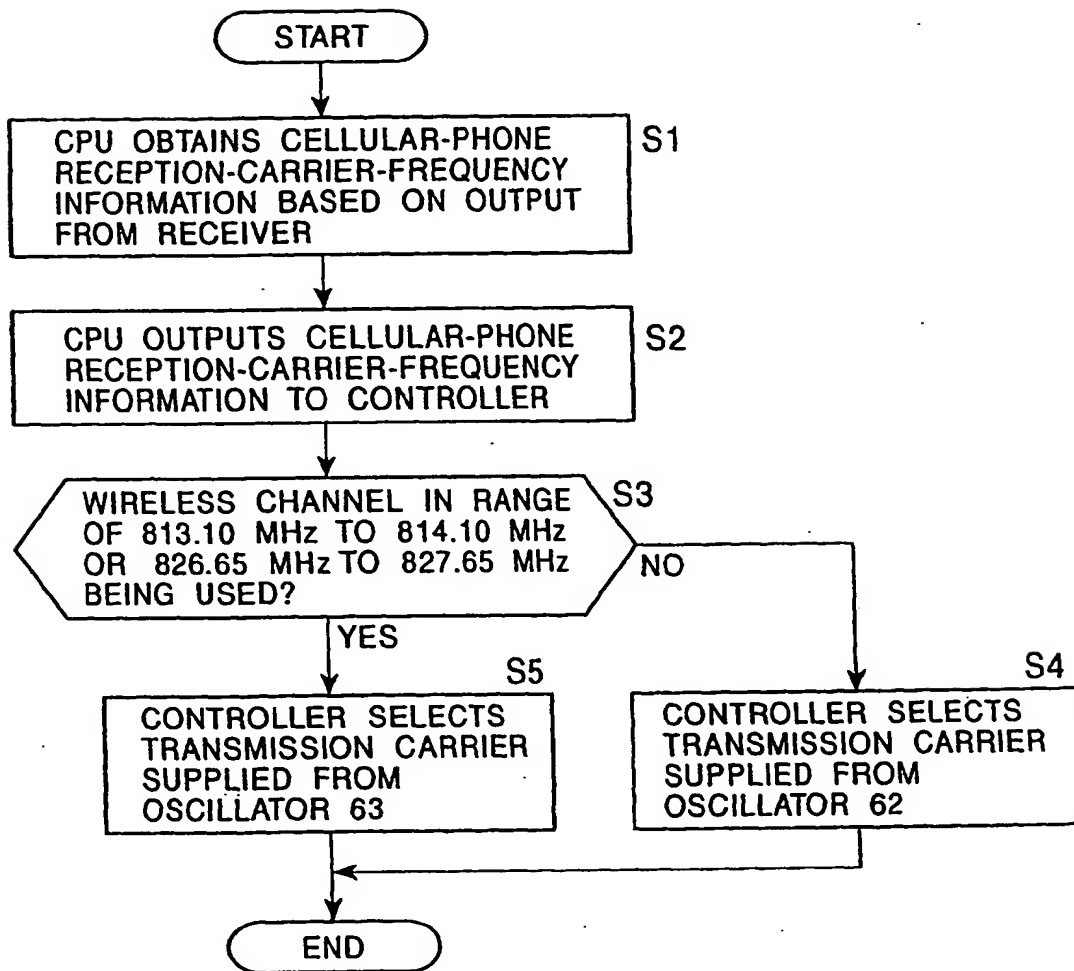 START
CPU OBTAINS CELLULAR-PHONE
RECEPTION-CARRIER-FREQUENCY
INFORMATION BASED ON OUTPUT
FROM RECEIVER
S1
CPU OUTPUTS CELLULAR-PHONE
RECEPTION-CARRIER-FREQUENCY
INFORMATION TO CONTROLLER
S2
WIRELESS CHANNEL IN RANGE
OF 813.10 MHz TO 814.10 MHz
OR 826.65 MHz TO 827.65 MHz
BEING USED?
S3
NO
YES
S5
CONTROLLER SELECTS
TRANSMISSION CARRIER
SUPPLIED FROM
OSCILLATOR 63
S4
CONTROLLER SELECTS
TRANSMISSION CARRIER
SUPPLIED FROM
OSCILLATOR 62
END